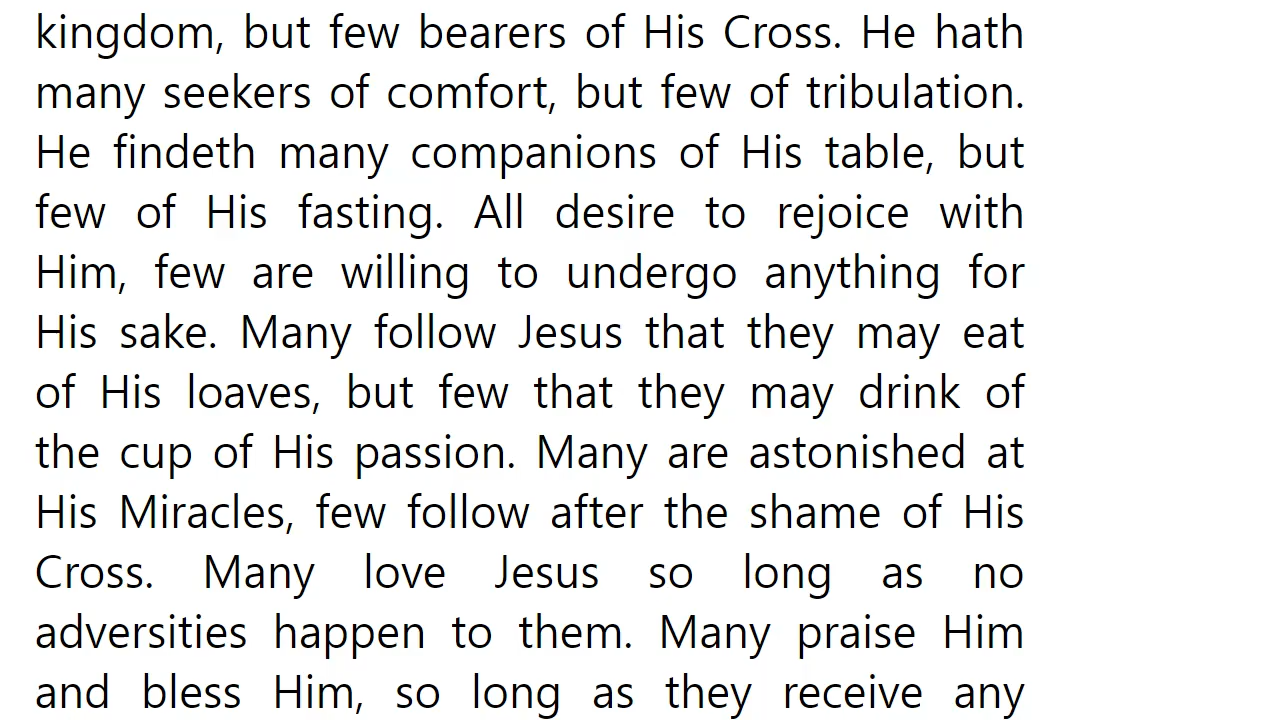 kingdom, but few bearers of His Cross. He hath
many seekers of comfort, but few of tribulation.
He findeth many companions of His table, but
few of His fasting. All desire to rejoice with
Him, few are willing to undergo anything for
His sake. Many follow Jesus that they may eat
of His loaves, but few that they may drink of
the cup of His passion. Many are astonished at
His Miracles, few follow after the shame of His
Cross. Many love Jesus so long as no
adversities happen to them. Many praise Him
and bless Him, so long as they receive any